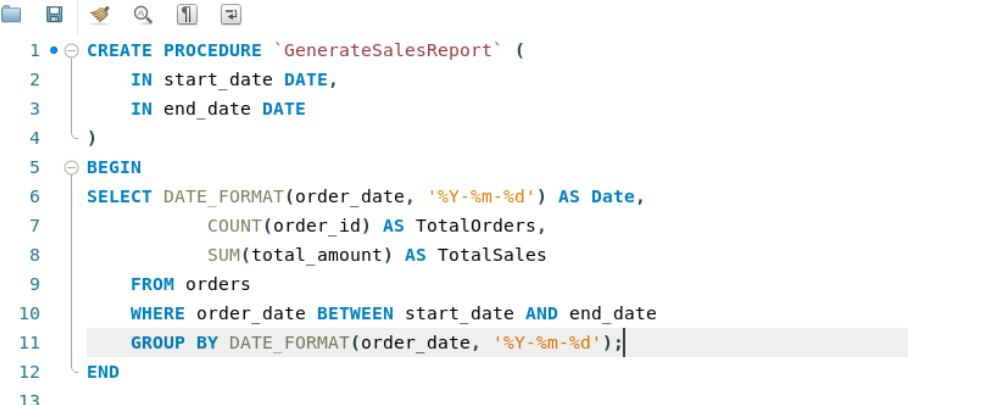 1 CREATE PROCEDURE `GenerateSalesReport` (
2 IN start_date DATE,
3 IN end_date DATE
4 )
5 BEGIN
6 SELECT DATE_FORMAT(order_date, '%Y-%m-%d') AS Date,
7 COUNT(order_id) AS TotalOrders,
8 SUM(total_amount) AS TotalSales
9 FROM orders
10 WHERE order_date BETWEEN start_date AND end_date
11 GROUP BY DATE_FORMAT(order_date, '%Y-%m-%d');
12 END
13